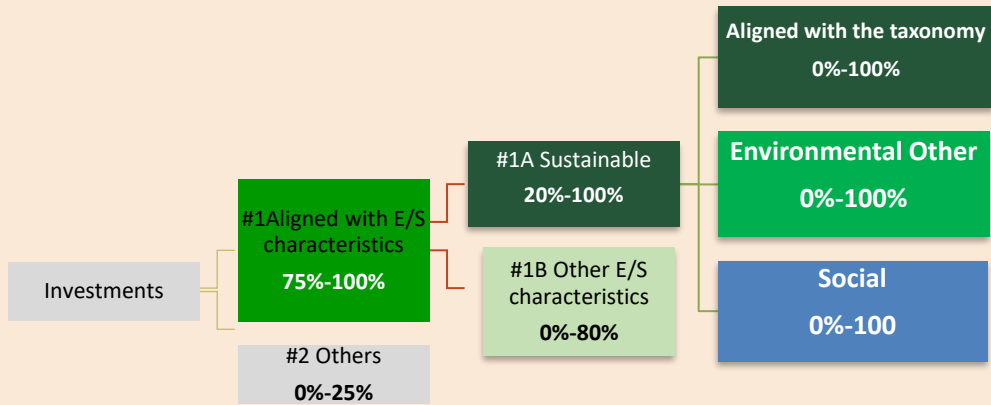 Investments
#1Aligned with E/S
characteristics
75%-100%
#2 Others
0%-25%
#1A Sustainable
20%-100%
#1B Other E/S
characteristics
0%-80%
Aligned with the taxonomy
0%-100%
Environmental Other
0%-100%
Social
0%-100